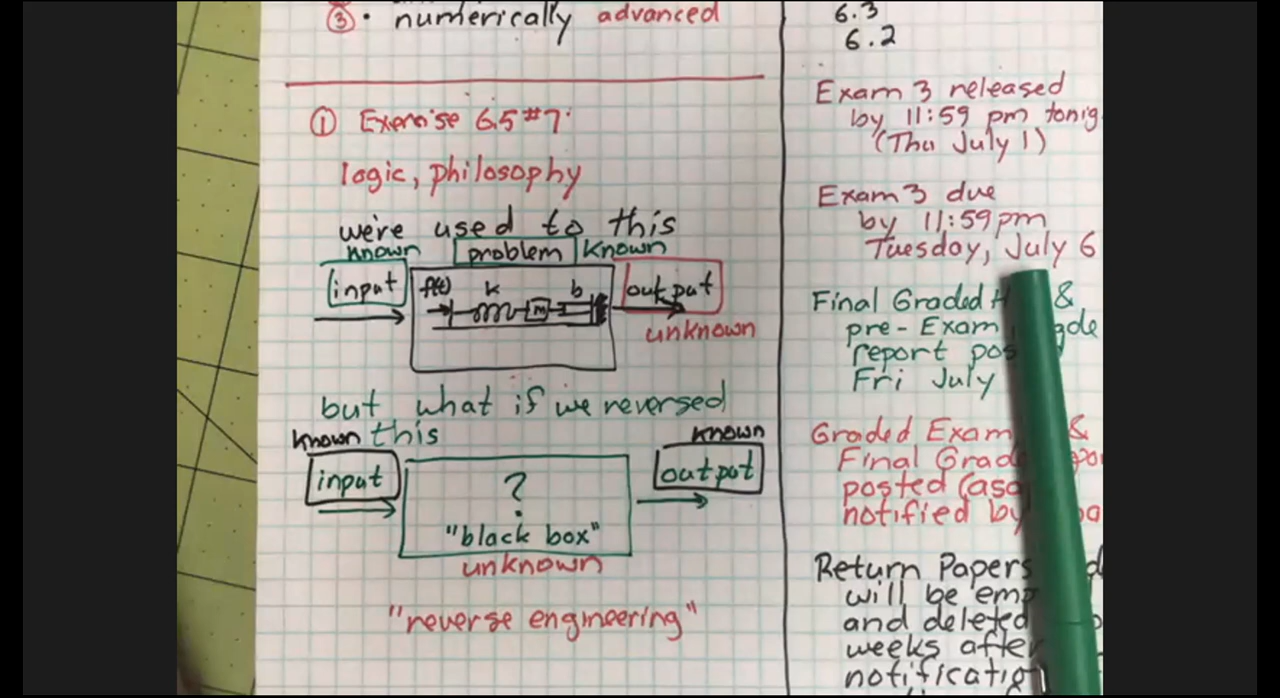 ③ · numerically advanced
① Exercise 6.5 #7.
logic, philosophy
we're used to this
known problem known
input f(t) k m b output
unknown
but what if we reversed
known this known
input ? output
"black box"
unknown
"reverse engineering"
6.3
6.2
Exam 3 released
by 11:59 pm
(Thu July 1)
Exam 3 due
by 11:59pm
Tuesday, July 6
Final Graded &
pre-Exam
report
Fri July
Graded Exam &
Final Grade
posted
notified by
Return Papers
will be
and deleted
weeks after